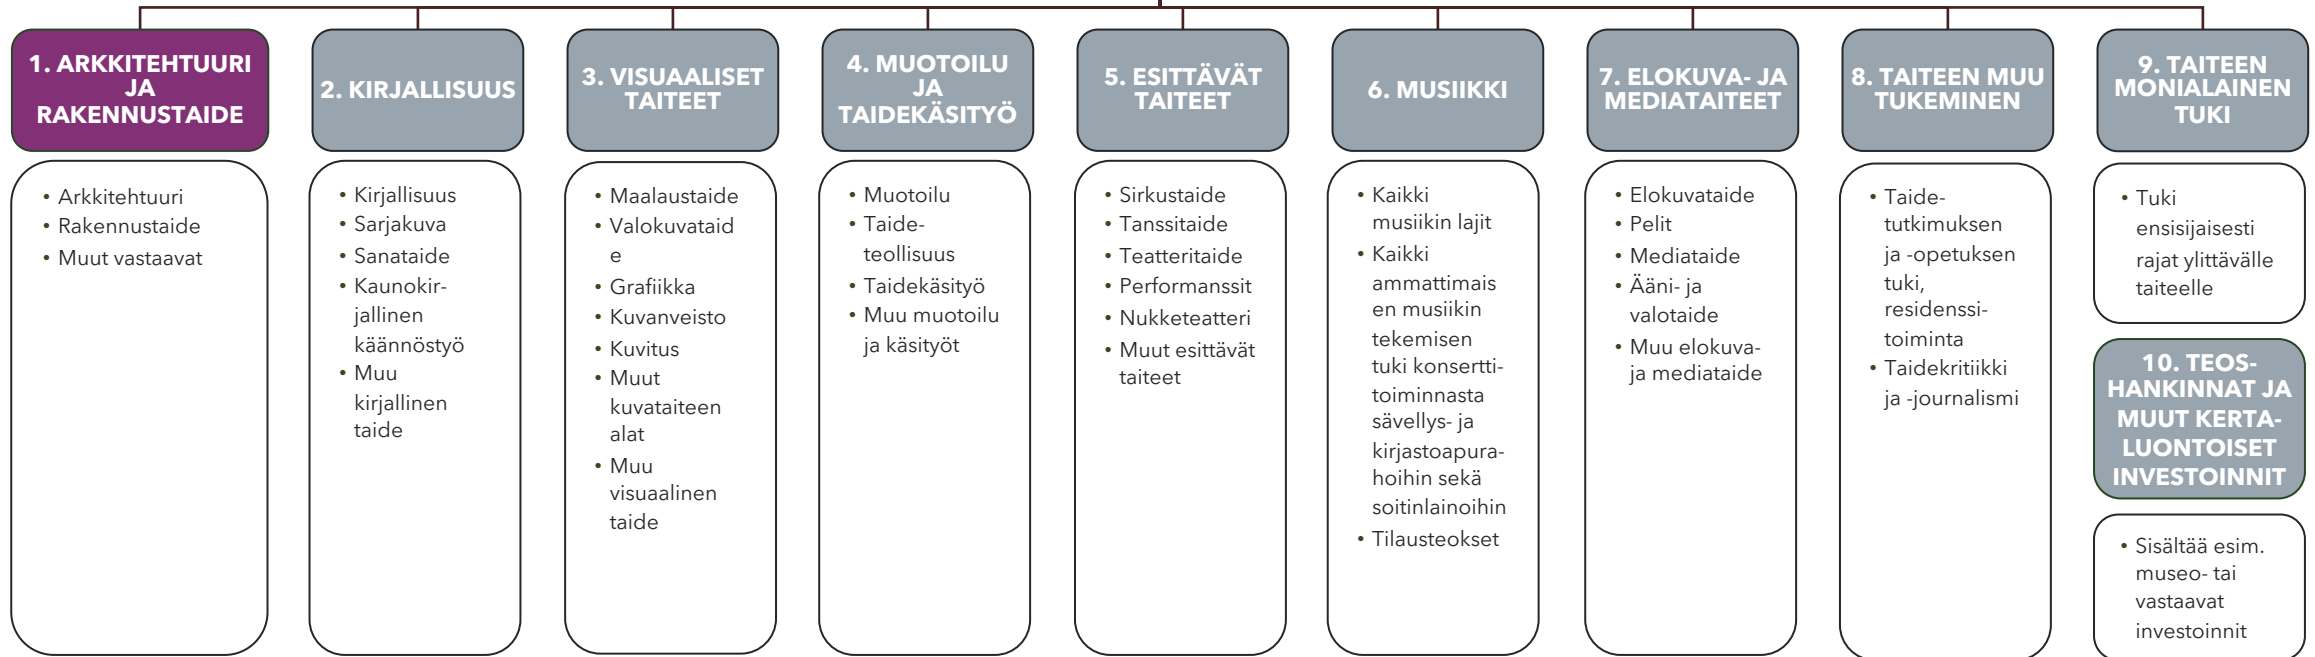 1. ARKKITEHTUURI
JA
RAKENNUSTAIDE
• Arkkitehtuuri
• Rakennustaide
• Muut vastaavat
2. KIRJALLISUUS
• Kirjallisuus
• Sarjakuva
• Sanataide
• Kaunokir-
jallinen
käännöstyö
• Muu
kirjallinen
taide
3. VISUAALISET
TAITEET
• Maalaustaide
• Valokuvataid
e
• Grafiikka
• Kuvanveisto
• Kuvitus
• Muut
kuvataiteen
alat
• Muu
visuaalinen
taide
4. MUOTOILU
JA
TAIDEKÄSITYÖ
• Muotoilu
• Taide-
teollisuus
• Taidekäsityö
• Muu muotoilu
ja käsityöt
5. ESITTÄVÄT
TAITEET
• Sirkustaide
• Tanssitaide
• Teatteritaide
• Performanssit
• Nukketeatteri
• Muut esittävät
taiteet
6. MUSIIKKI
• Kaikki
musiikin lajit
• Kaikki
ammattimais
en musiikin
tekemisen
tuki konsertti-
toiminnasta
sävellys- ja
kirjastoapura-
hoihin sekä
soitinlainoihin
• Tilausteokset
7. ELOKUVA- JA
MEDIATAITEET
• Elokuvataide
• Pelit
• Mediataide
• Ääni- ja
valotaide
• Muu elokuva-
ja mediataide
8. TAITEEN MUU
TUKEMINEN
• Taide-
tutkimuksen
ja -opetuksen
tuki,
residenssi-
toiminta
• Taidekritiikki
ja -journalismi
9. TAITEEN
MONIALAINEN
TUKI
• Tuki
ensisijaisesti
rajat ylittävälle
taiteelle
10. TEOS-
HANKINNAT JA
MUUT KERTA-
LUONTOISET
INVESTOINNIT
• Sisältää esim.
museo- tai
vastaavat
investoinnit